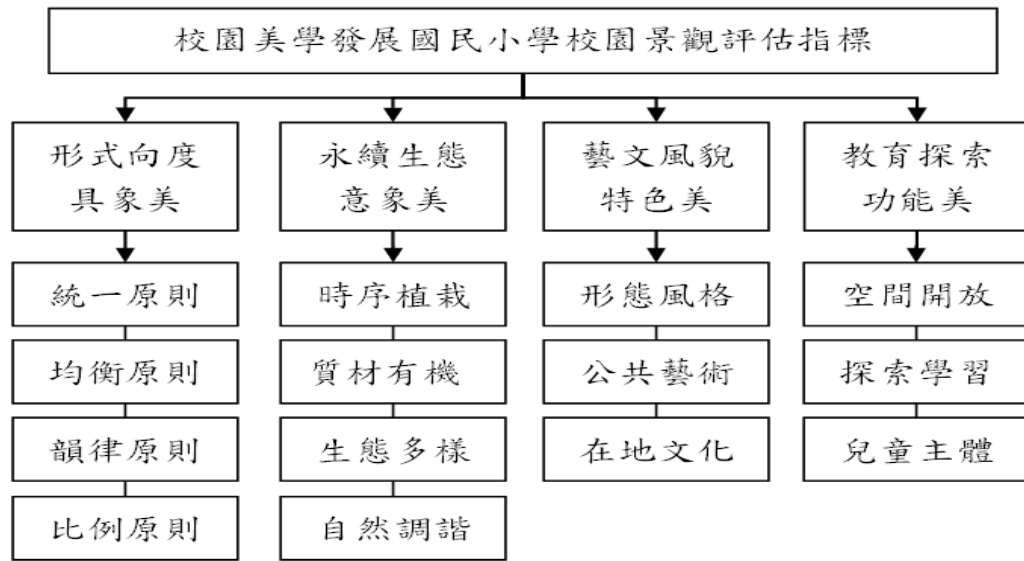 校園美學發展國民小學校園景觀評估指標
形式向度
具象美
統一原則
均衡原則
韻律原則
比例原則
永續生態
意象美
時序植栽
質材有機
生態多樣
自然調諧
藝文風貌
特色美
形態風格
公共藝術
在地文化
教育探索
功能美
空間開放
探索學習
兒童主體